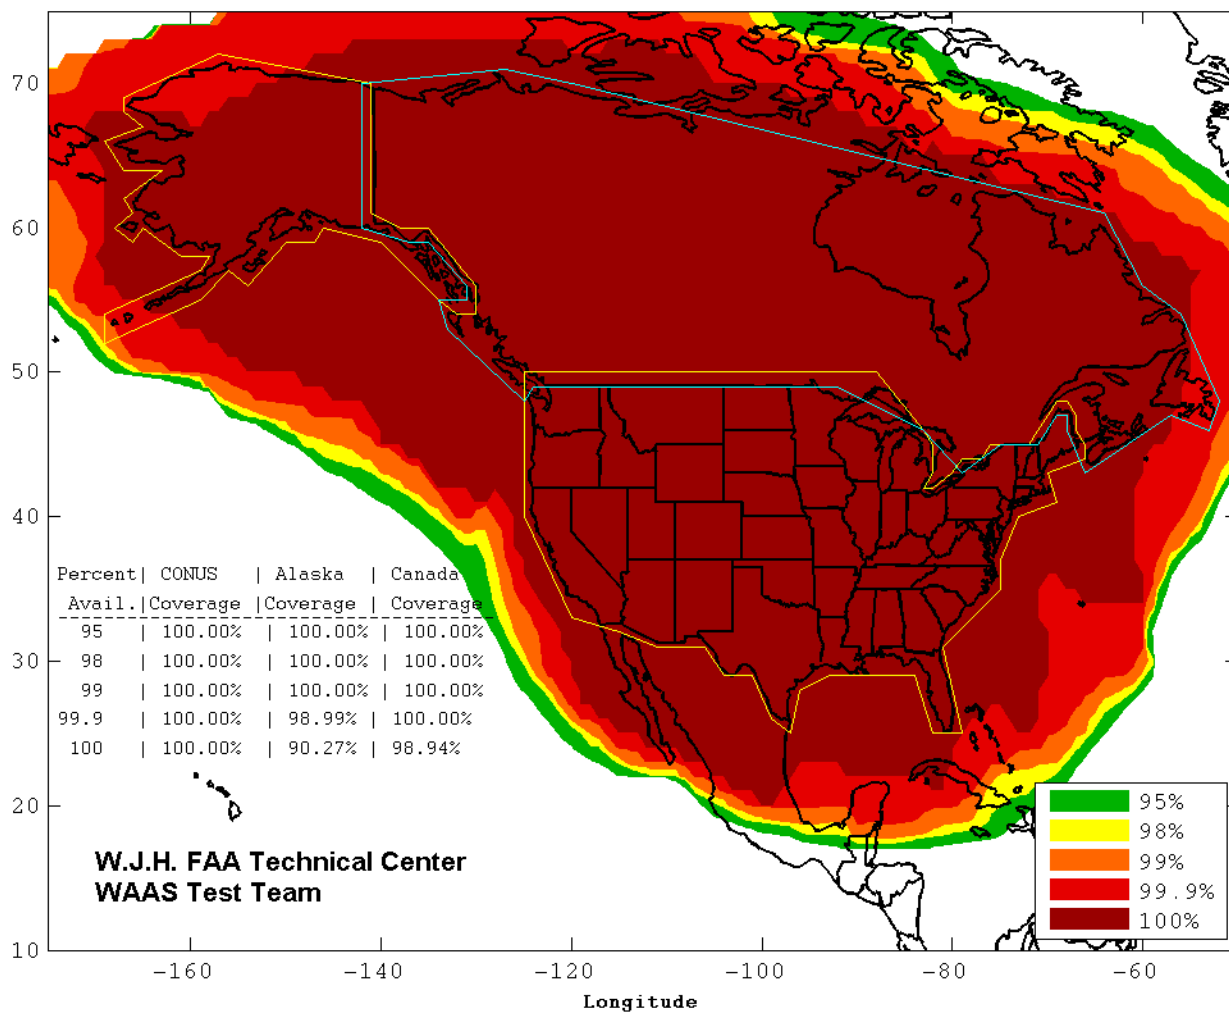 70
60
50
40
30
20
10
Percent| CONUS | Alaska | Canada
Avail.|Coverage |Coverage | Coverage
95 | 100.00% | 100.00% | 100.00%
98 | 100.00% | 100.00% | 100.00%
99 | 100.00% | 100.00% | 100.00%
99.9 | 100.00% | 98.99% | 100.00%
100 | 100.00% | 90.27% | 98.94%
W.J.H. FAA Technical Center
WAAS Test Team
95%
98%
99%
99.9%
100%
-160 -140 -120 -100 -80 -60
Longitude